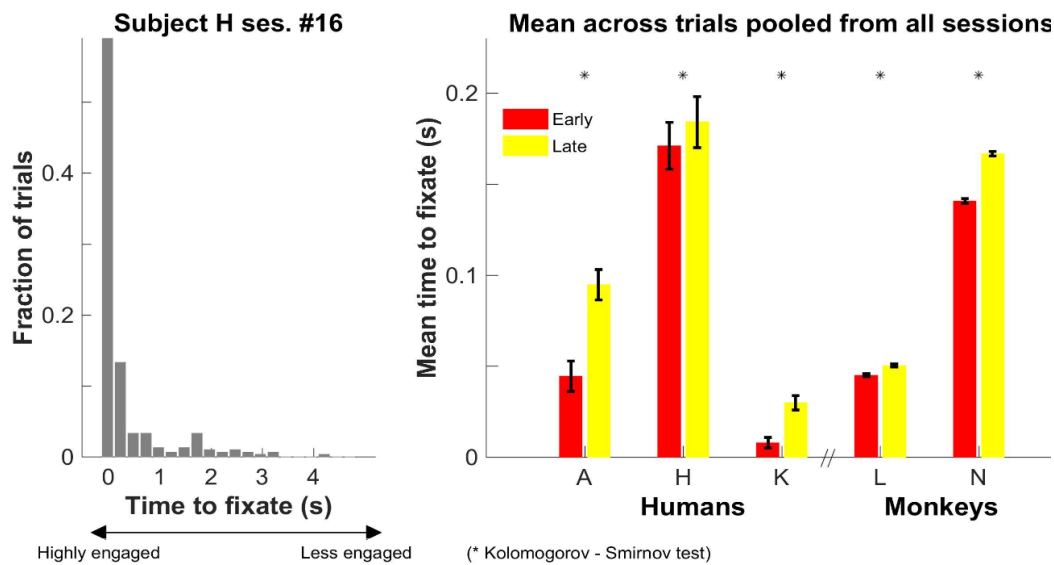 Subject H ses. #16
Fraction of trials
0.4
0.2
0
0 1 2 3 4
Time to fixate (s)
Highly engaged Less engaged
Mean across trials pooled from all sessions
Mean time to fixate (s)
0.2
0.1
0
* * * * *
Early
Late
A H K // L N
Humans Monkeys
(* Kolomogorov - Smirnov test)